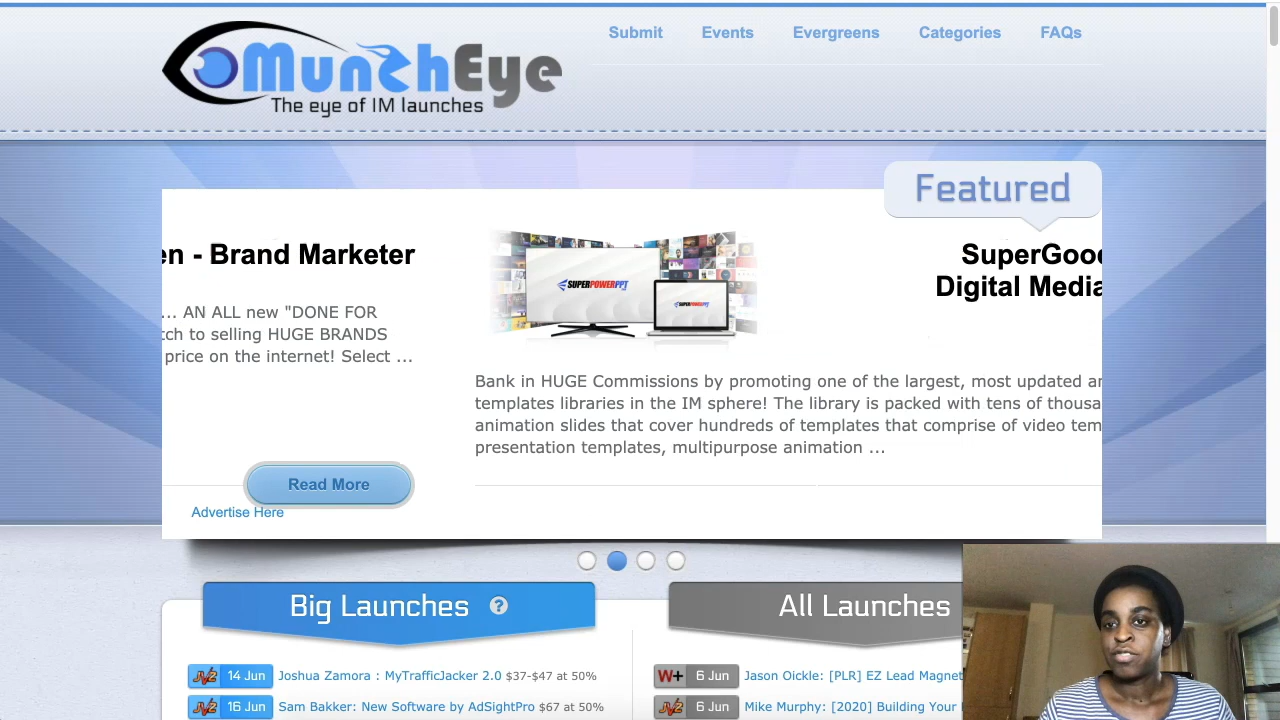 Submit Events Evergreens Categories FAQs
MunchEye
The eye of IM launches
Featured
en - Brand Marketer
... AN ALL new "DONE FOR
tch to selling HUGE BRANDS
price on the internet! Select ...
Read More
Advertise Here
SUPERPOWERPPT
SUPERPOWERPPT
SuperGoo
Digital Media
Bank in HUGE Commissions by promoting one of the largest, most updated a
templates libraries in the IM sphere! The library is packed with tens of thousa
animation slides that cover hundreds of templates that comprise of video tem
presentation templates, multipurpose animation ...
Big Launches ?
JVZ 14 Jun Joshua Zamora : MyTrafficJacker 2.0 $37-$47 at 50%
JVZ 16 Jun Sam Bakker: New Software by AdSightPro $67 at 50%
All Launches
W+ 6 Jun Jason Oickle: [PLR] EZ Lead Magnet
JVZ 6 Jun Mike Murphy: [2020] Building Your